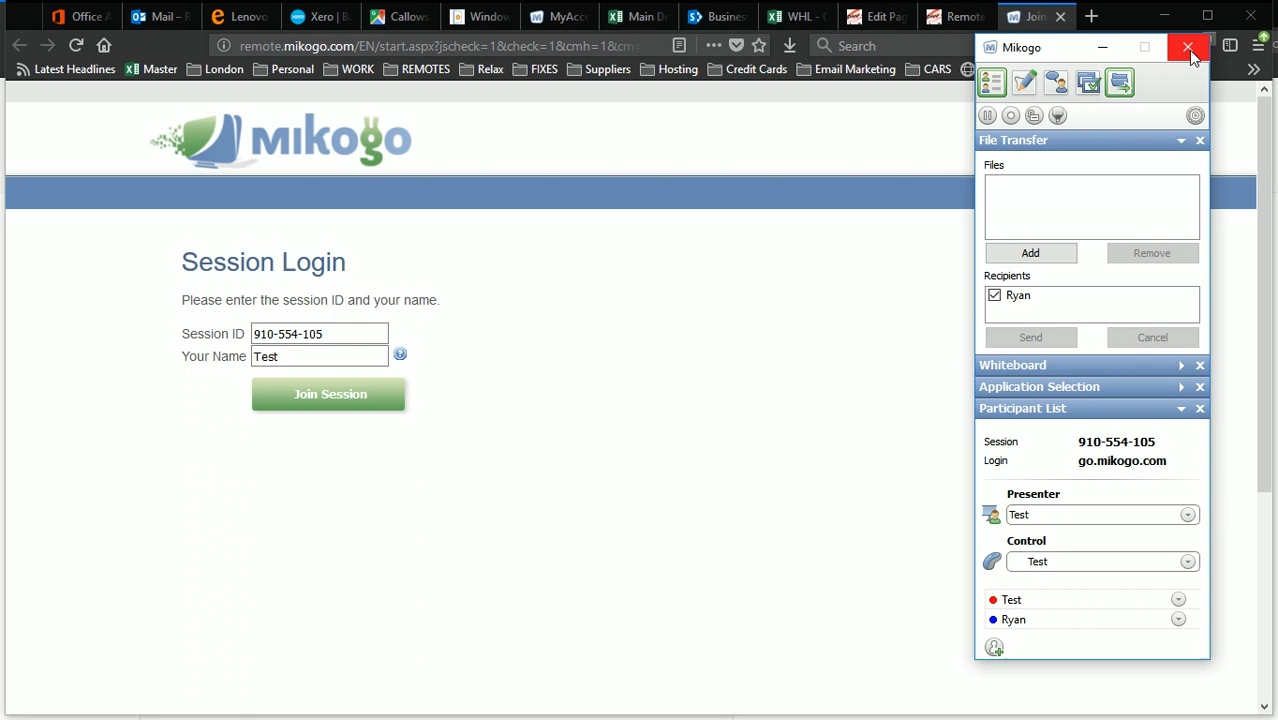 Office A
Mail – R
Lenovo
Xero | B
Callows
Window
MyAcc
Main Do
Busines
WHL - C
Edit Pag
Remote
Join
remote.mikogo.com/EN/start.aspx?jscheck=1&check=1&cmh=1&cm=
Search
Latest Headlines
Master
London
Personal
WORK
REMOTES
Relax
FIXES
Suppliers
Hosting
Credit Cards
Email Marketing
CARS
mikogo
Session Login
Please enter the session ID and your name.
Session ID 910-554-105
Your Name Test
Join Session
Mikogo
File Transfer
Files
Add Remove
Recipients
Ryan
Send Cancel
Whiteboard
Application Selection
Participant List
Session 910-554-105
Login go.mikogo.com
Presenter
Test
Control
Test
Test
Ryan